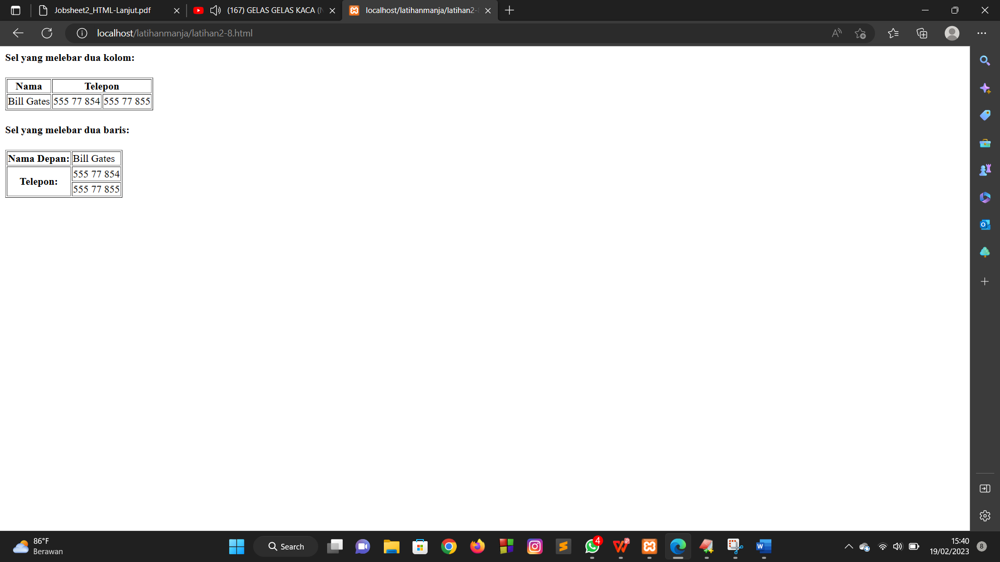 Jobsheet2_HTML-Lanjut.pdf
(167) GELAS GELAS KACA (
localhost/latihanmanja/latihan2-
localhost/latihanmanja/latihan2-8.html
Sel yang melebar dua kolom:
Nama Telepon
Bill Gates 555 77 854 555 77 855
Sel yang melebar dua baris:
Nama Depan: Bill Gates
Telepon: 555 77 854
555 77 855
86°F
Berawan
Search
4
15:40
19/02/2023
8